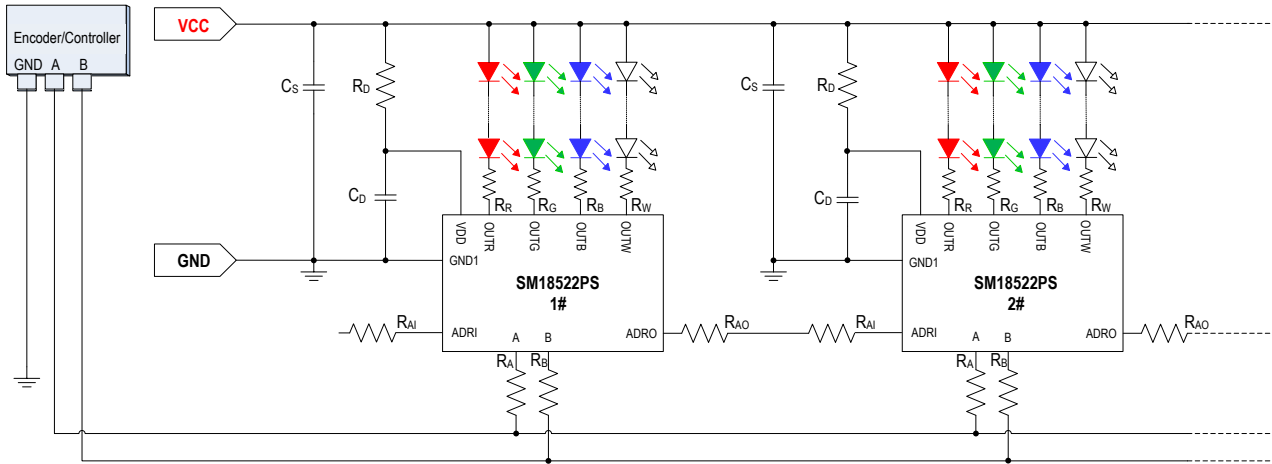 Encoder/Controller
GND A B
VCC
GND
CS
RD
CD
RR RG RB RW
VDD OUTR OUTG OUTB OUTW
GND1
SM18522PS
1#
ADRI A B ADRO
RAI
RAO
RA RB
CS
RD
CD
RR RG RB RW
VDD OUTR OUTG OUTB OUTW
GND1
SM18522PS
2#
ADRI A B ADRO
RAI
RAO
RA RB